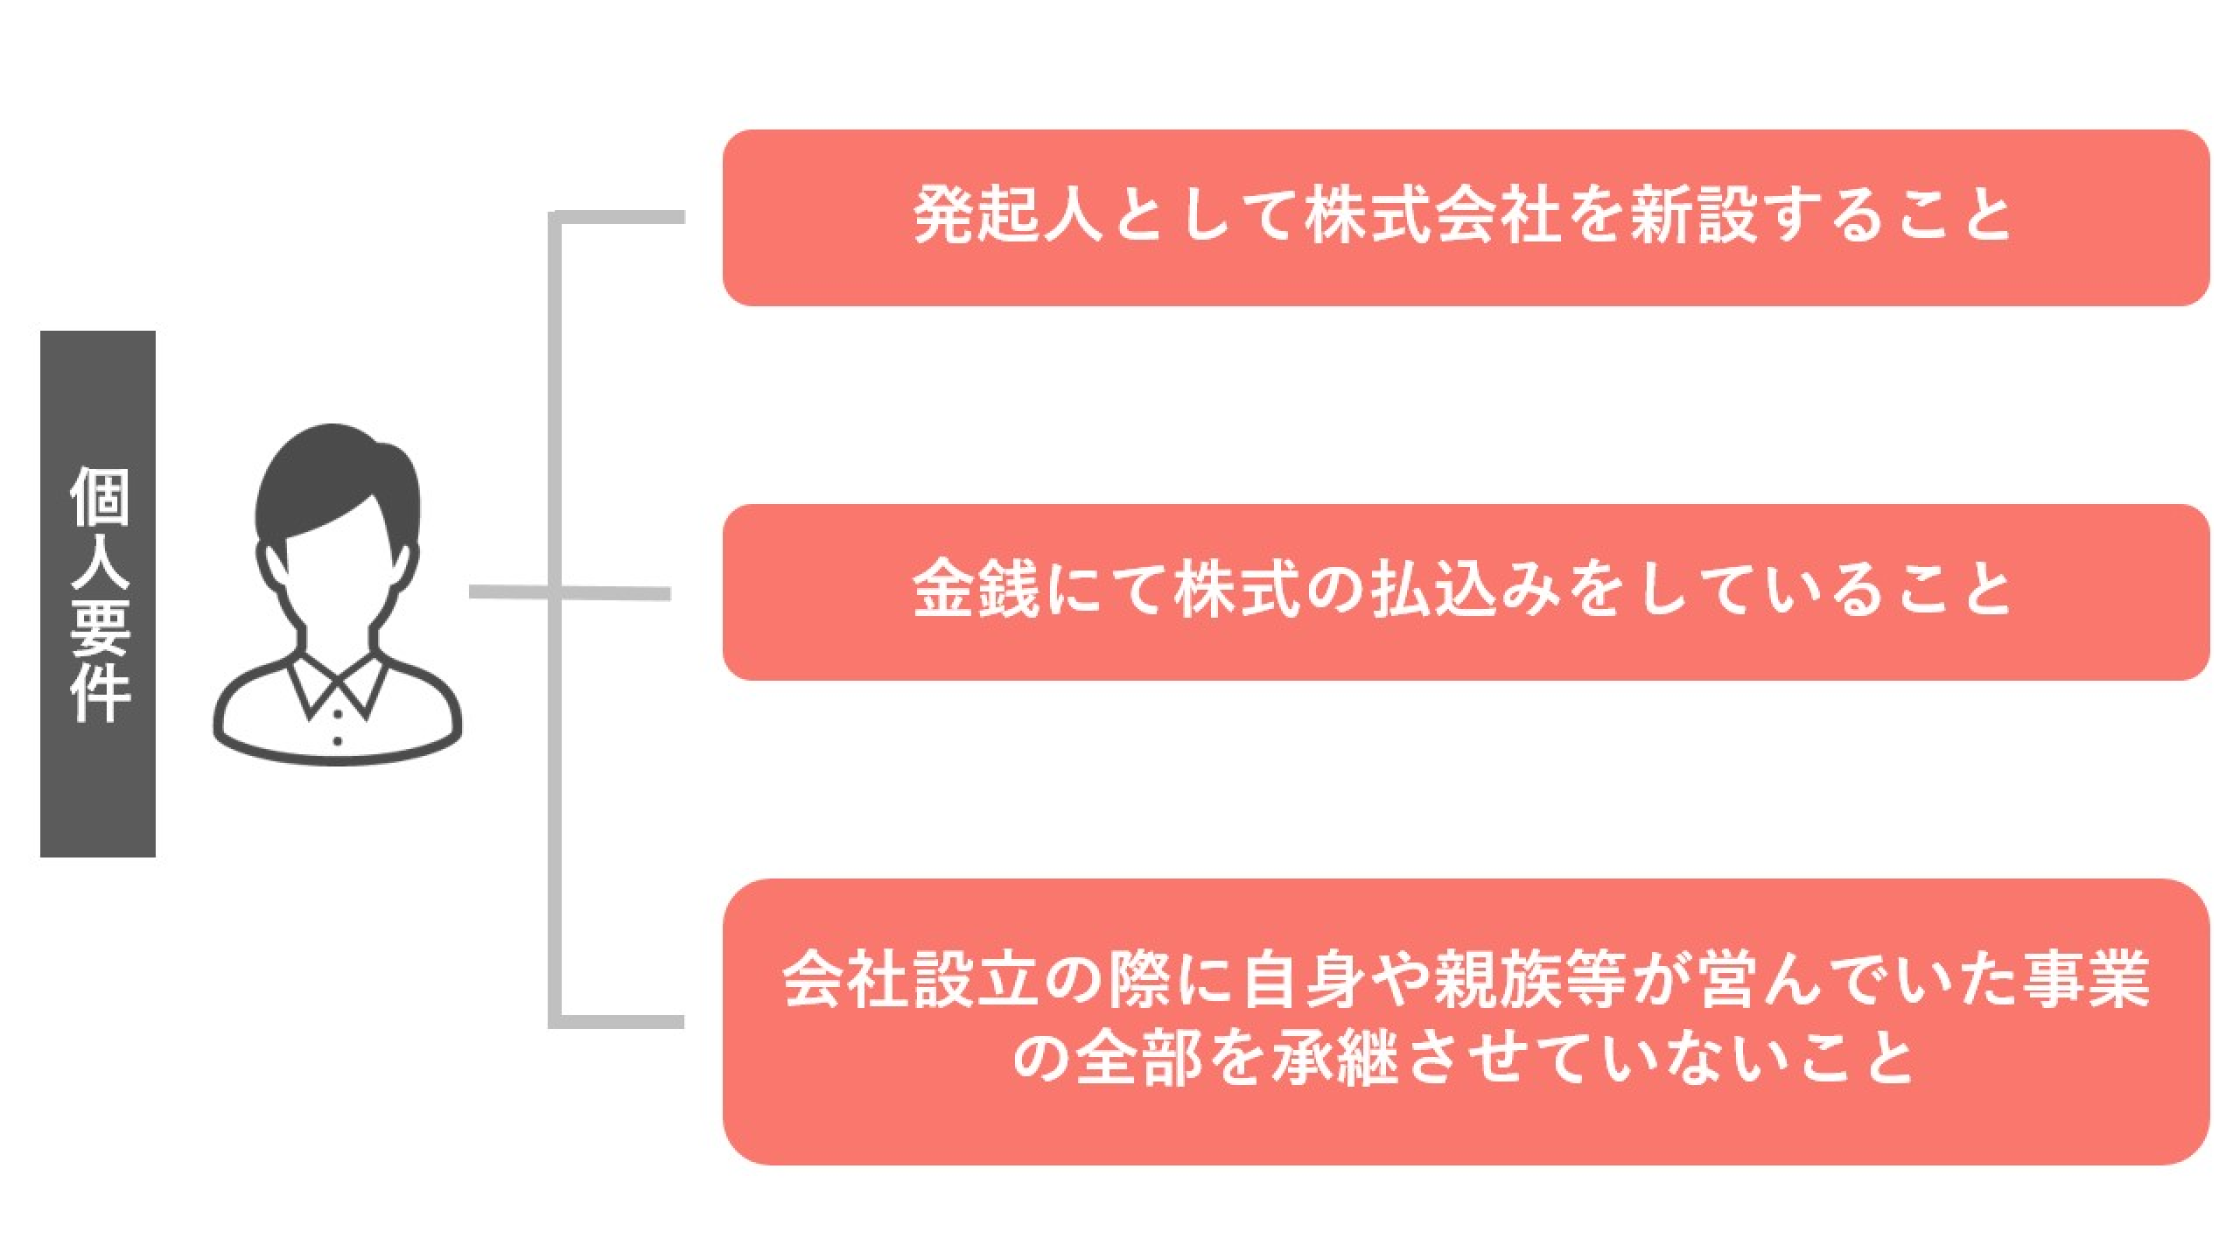 個人要件
発起人として株式会社を新設すること
金銭にて株式の払込みをしていること
会社設立の際に自身や親族等が営んでいた事業
の全部を承継させていないこと